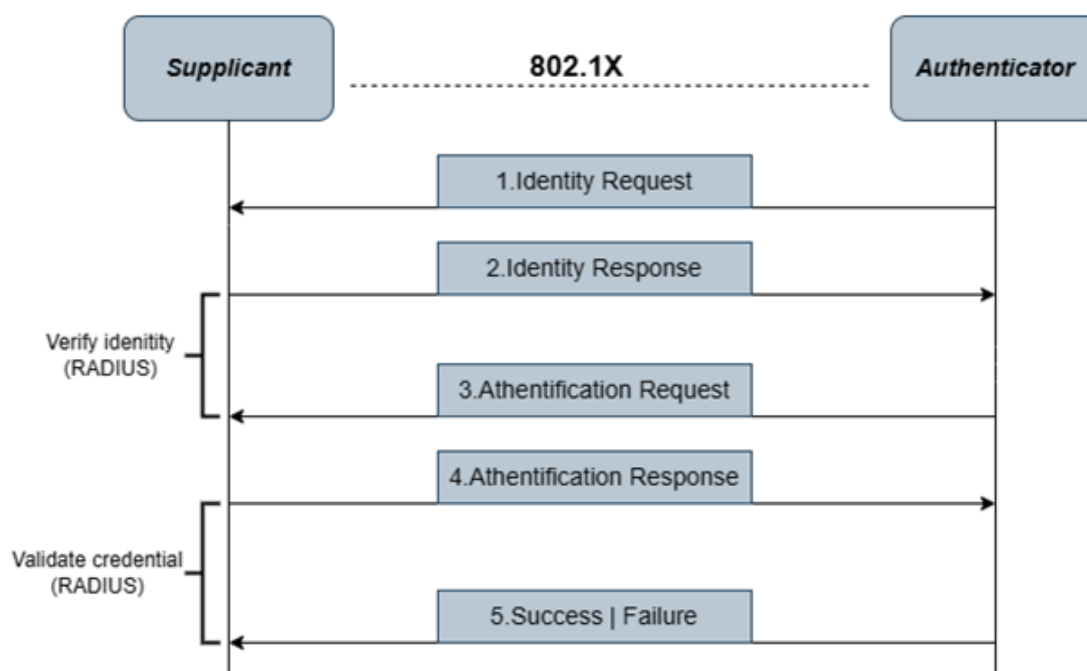 Supplicant
802.1X
Authenticator
1.Identity Request
2.Identity Response
Verify idenitity
(RADIUS)
3.Athentification Request
4.Athentification Response
Validate credential
(RADIUS)
5.Success | Failure